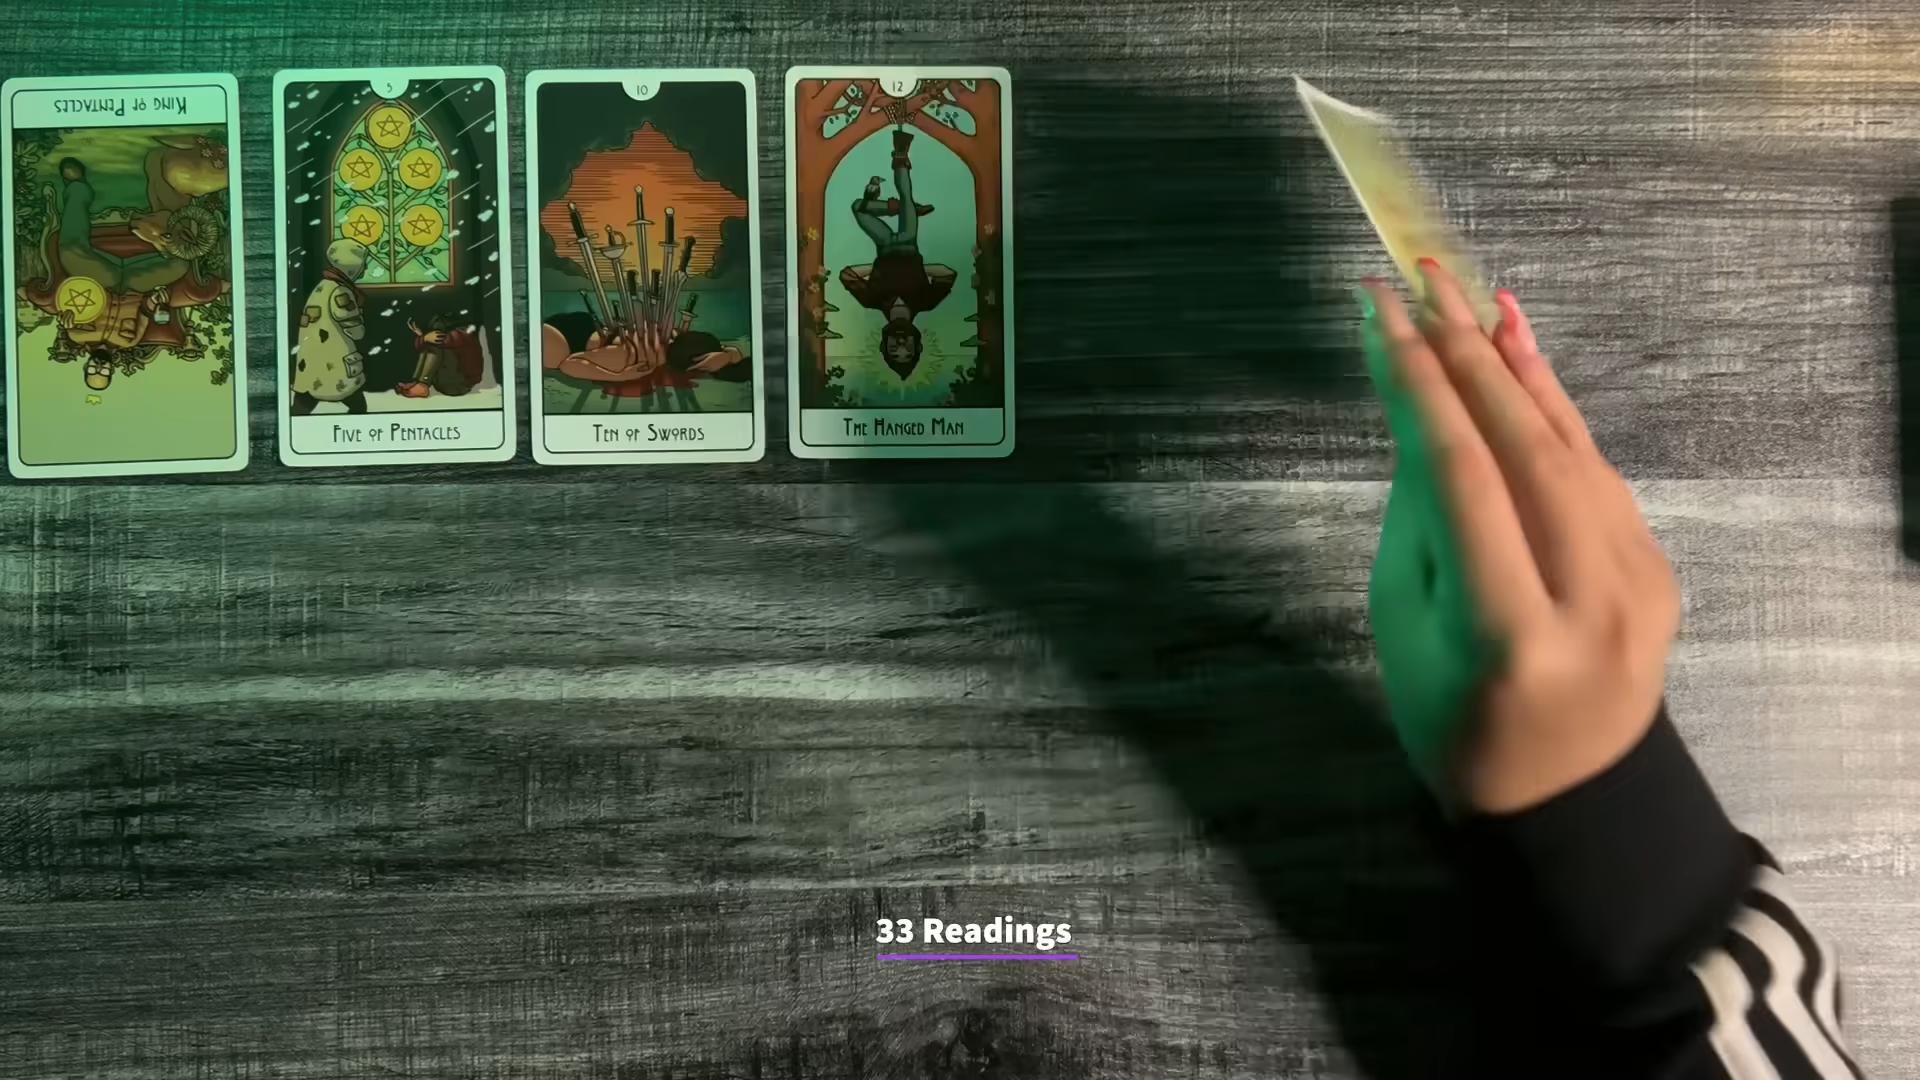 KING OF PENTACLES
5
10
12
FIVE OF PENTACLES
TEN OF SWORDS
THE HANGED MAN
33 Readings